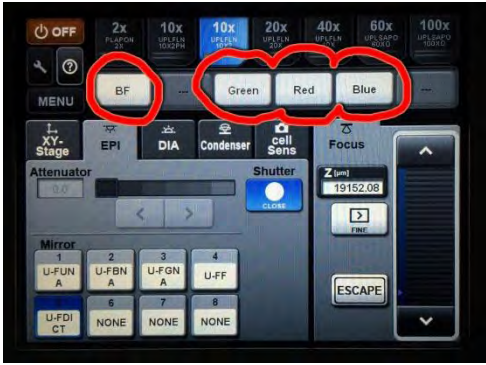 OFF
2x
PLAPON
2X
10x
UPLFLN
10X2PH
10x
UPLFLN
10X2
20x
UPLFLN
20X
40x
UPLFLN
60x
UPLSAPO
100x
UPLSAPO
?
MENU
BF
---
Green
Red
Blue
---
XY-
Stage
EPI
DIA
Condenser
cell
Sens
Focus
Attenuator
0.0
Shutter
CLOSE
Z [µm]
19152.08
FINE
ESCAPE
Mirror
1
U-FUN
A
2
U-FBN
A
3
U-FGN
A
4
U-FF
U-FDI
CT
6
NONE
7
NONE
8
NONE